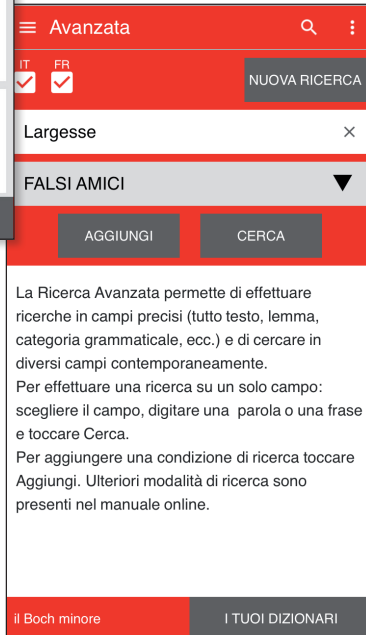 Avanzata
IT FR
NUOVA RICERCA
Largesse
FALSI AMICI
AGGIUNGI CERCA
La Ricerca Avanzata permette di effettuare
ricerche in campi precisi (tutto testo, lemma,
categoria grammaticale, ecc.) e di cercare in
diversi campi contemporaneamente.
Per effettuare una ricerca su un solo campo:
scegliere il campo, digitare una parola o una frase
e toccare Cerca.
Per aggiungere una condizione di ricerca toccare
Aggiungi. Ulteriori modalità di ricerca sono
presenti nel manuale online.
il Boch minore I TUOI DIZIONARI